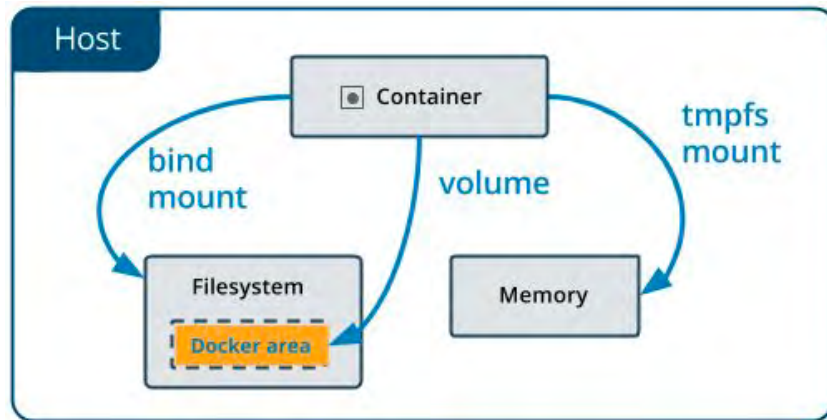 Host
Container
bind
mount
volume
tmpfs
mount
Filesystem
Docker area
Memory